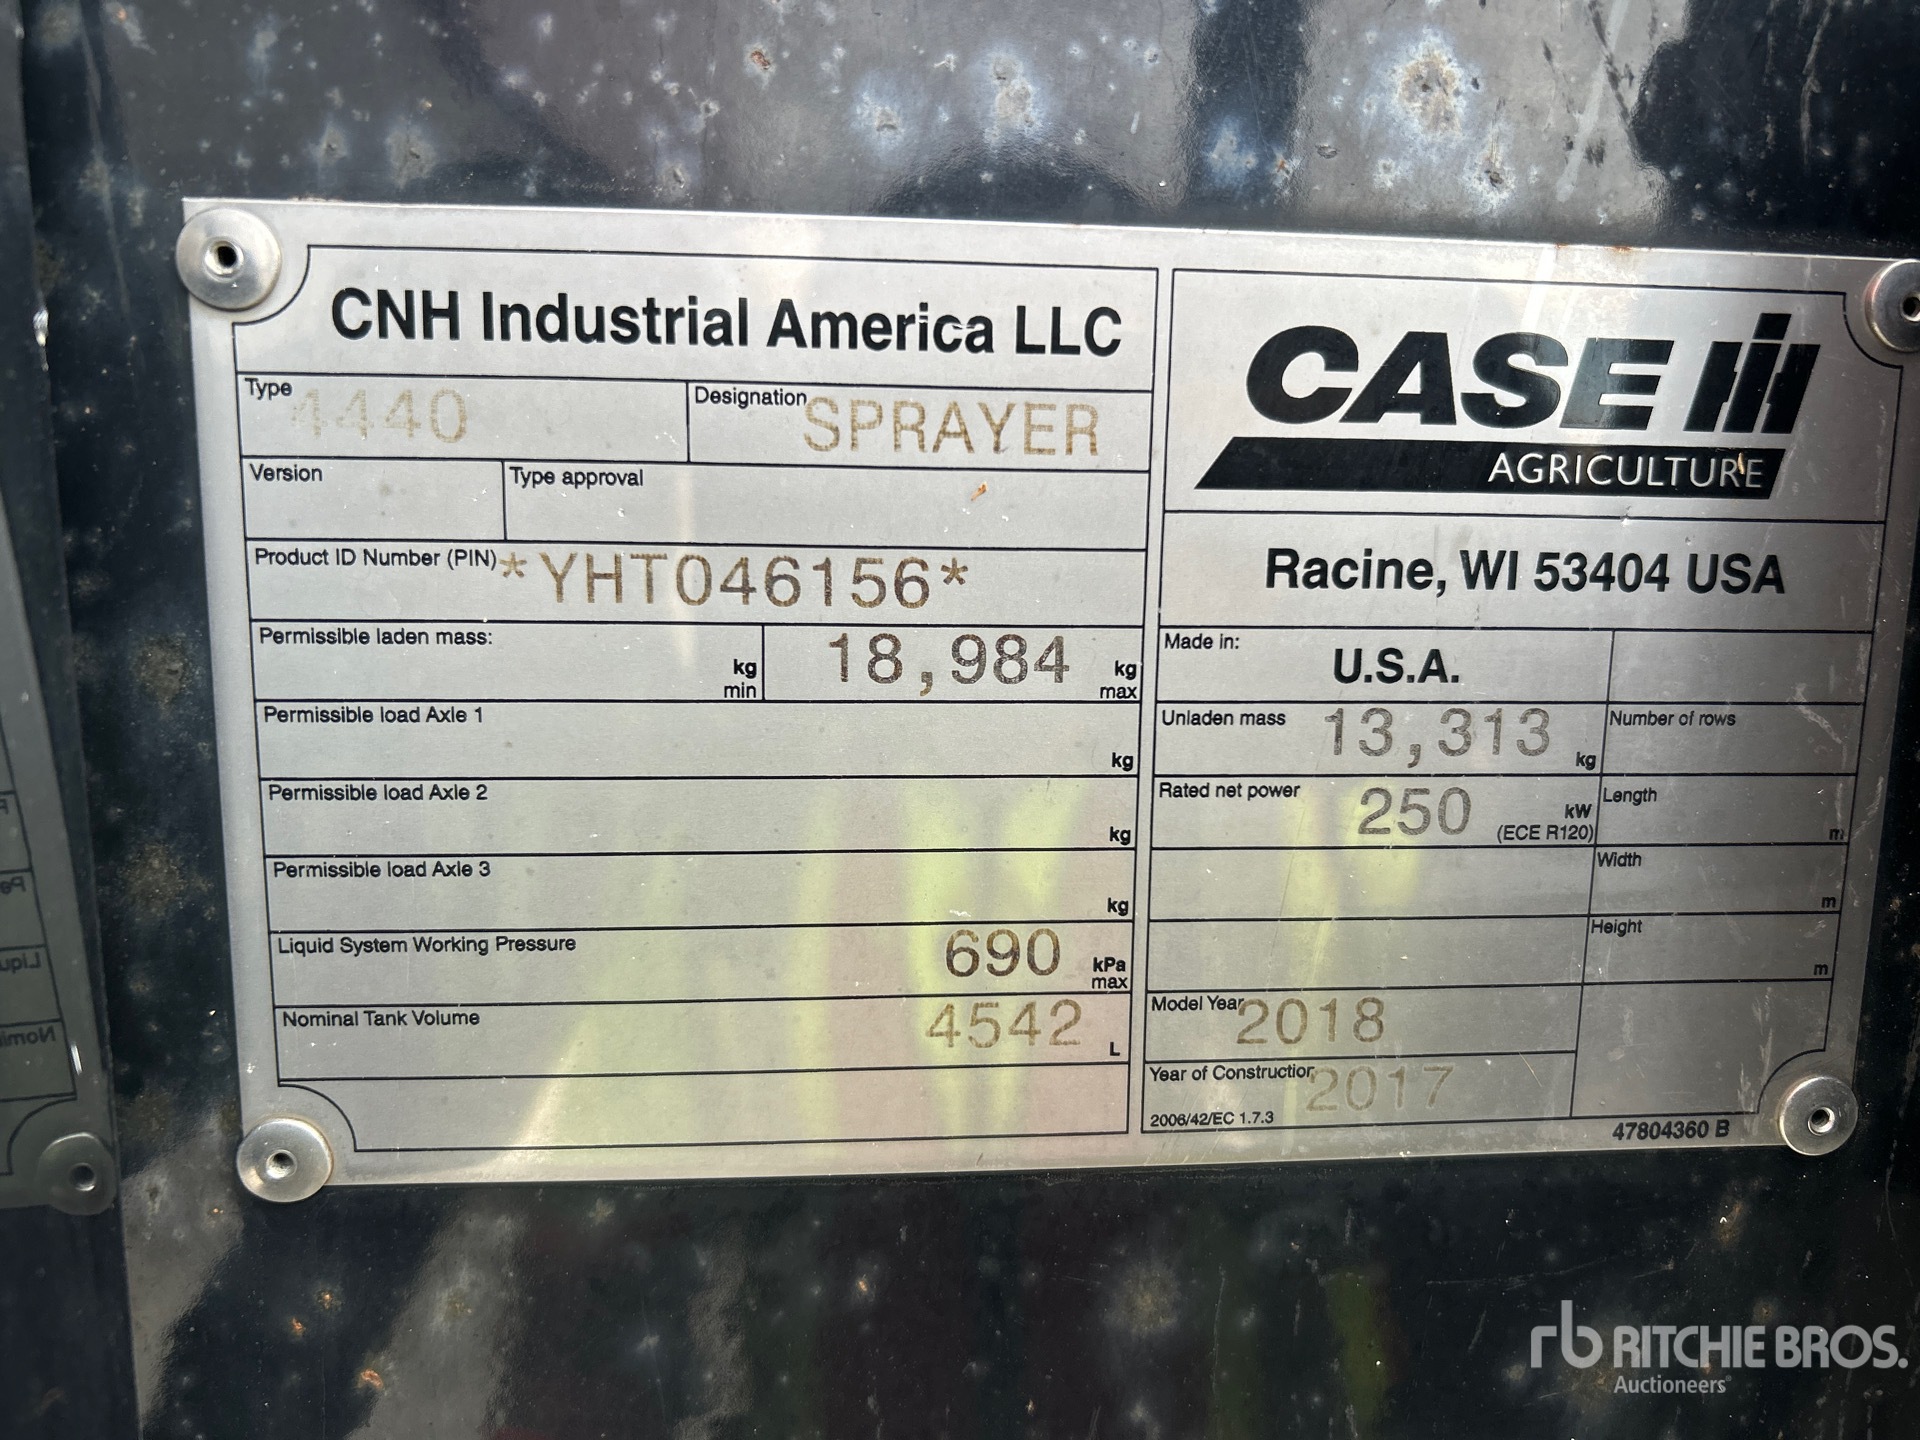 CNH Industrial America LLC
Type 4440
Designation SPRAYER
Version
Type approval
Product ID Number (PIN) *YHT046156*
Permissible laden mass: kg min 18,984 kg max
Permissible load Axle 1 kg
Permissible load Axle 2 kg
Permissible load Axle 3 kg
Liquid System Working Pressure 690 kPa max
Nominal Tank Volume 4542 L
CASE IH
AGRICULTURE
Racine, WI 53404 USA
Made in: U.S.A.
Unladen mass 13,313 kg
Number of rows
Rated net power 250 kW (ECE R120)
Length m
Width m
Height m
Model Year 2018
Year of Construction 2017
2006/42/EC 1.7.3
47804360 B
rb RITCHIE BROS.
Auctioneers